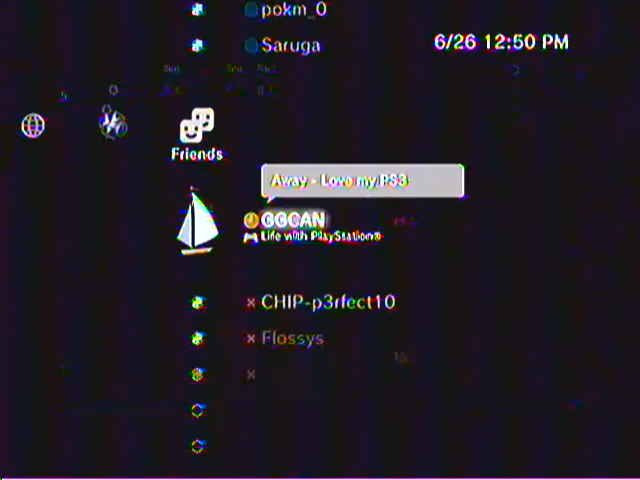 pokm_0
Saruga
6/26 12:50 PM
Friends
Away - Love my PS3
GGCAN
Life with PlayStation®
CHIP-p3rfect10
Flossys